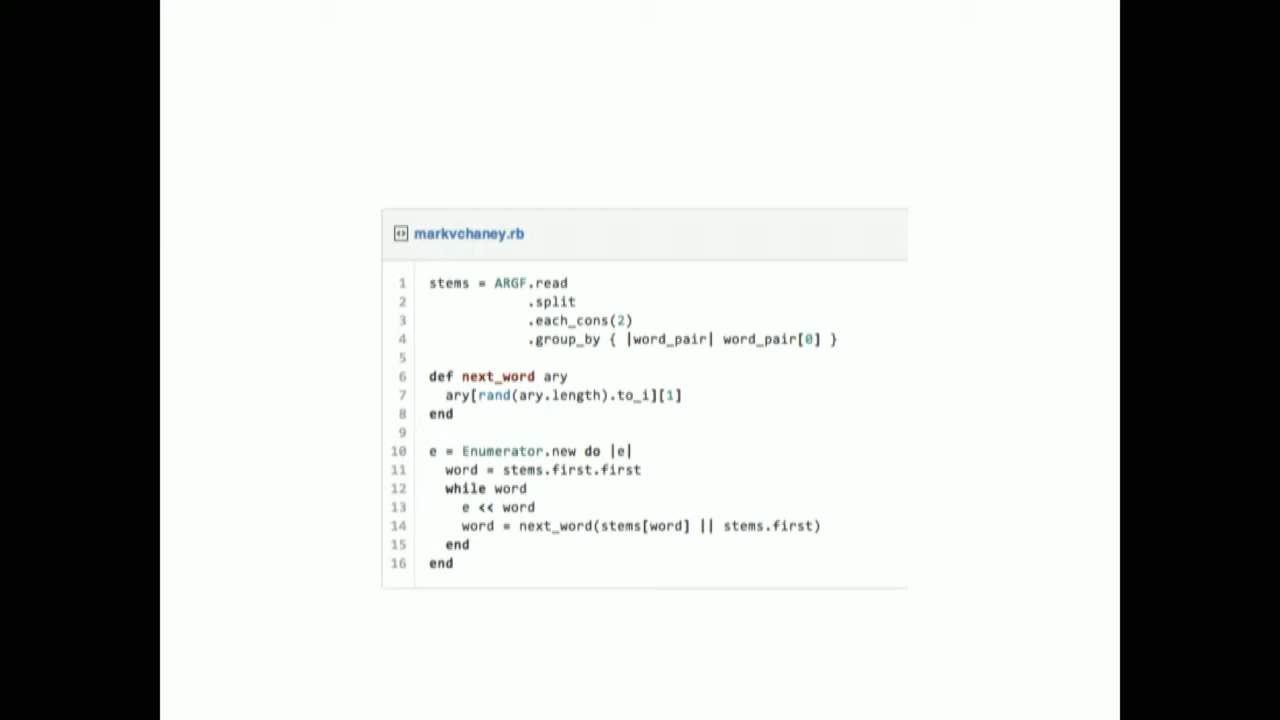 markvchaney.rb
1 stems = ARGF.read
2             .split
3             .each_cons(2)
4             .group_by { |word_pair| word_pair[0] }
5
6 def next_word ary
7   ary[rand(ary.length).to_i][1]
8 end
9
10 e = Enumerator.new do |e|
11   word = stems.first.first
12   while word
13     e << word
14     word = next_word(stems[word] || stems.first)
15   end
16 end